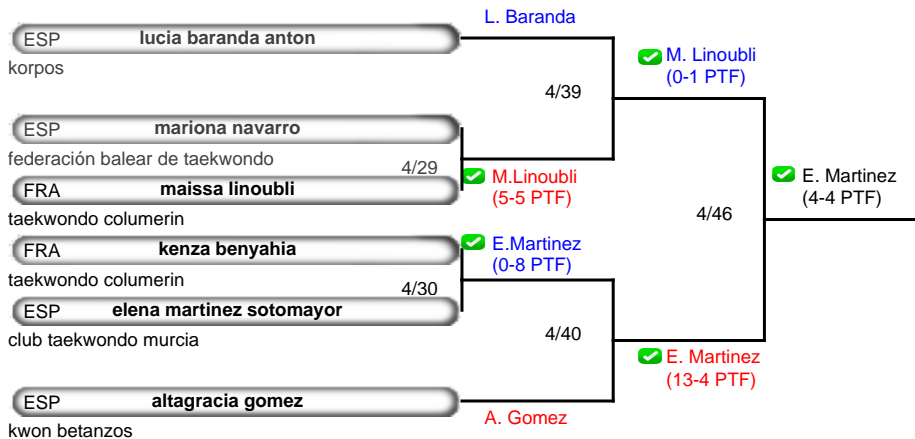 L. Baranda
ESP lucia baranda anton
korpos
M. Linoubli
(0-1 PTF)
4/39
ESP mariona navarro
federación balear de taekwondo
4/29
FRA maissa linoubli
M.Linoubli
(5-5 PTF)
taekwondo columerin
E. Martinez
(4-4 PTF)
4/46
FRA kenza benyahia
E.Martinez
(0-8 PTF)
taekwondo columerin
4/30
ESP elena martinez sotomayor
club taekwondo murcia
4/40
E. Martinez
(13-4 PTF)
ESP altagracia gomez
A. Gomez
kwon betanzos